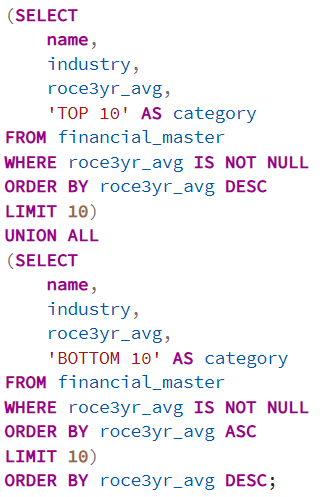 (SELECT
    name,
    industry,
    roce3yr_avg,
    'TOP 10' AS category
FROM financial_master
WHERE roce3yr_avg IS NOT NULL
ORDER BY roce3yr_avg DESC
LIMIT 10)
UNION ALL
(SELECT
    name,
    industry,
    roce3yr_avg,
    'BOTTOM 10' AS category
FROM financial_master
WHERE roce3yr_avg IS NOT NULL
ORDER BY roce3yr_avg ASC
LIMIT 10)
ORDER BY roce3yr_avg DESC;